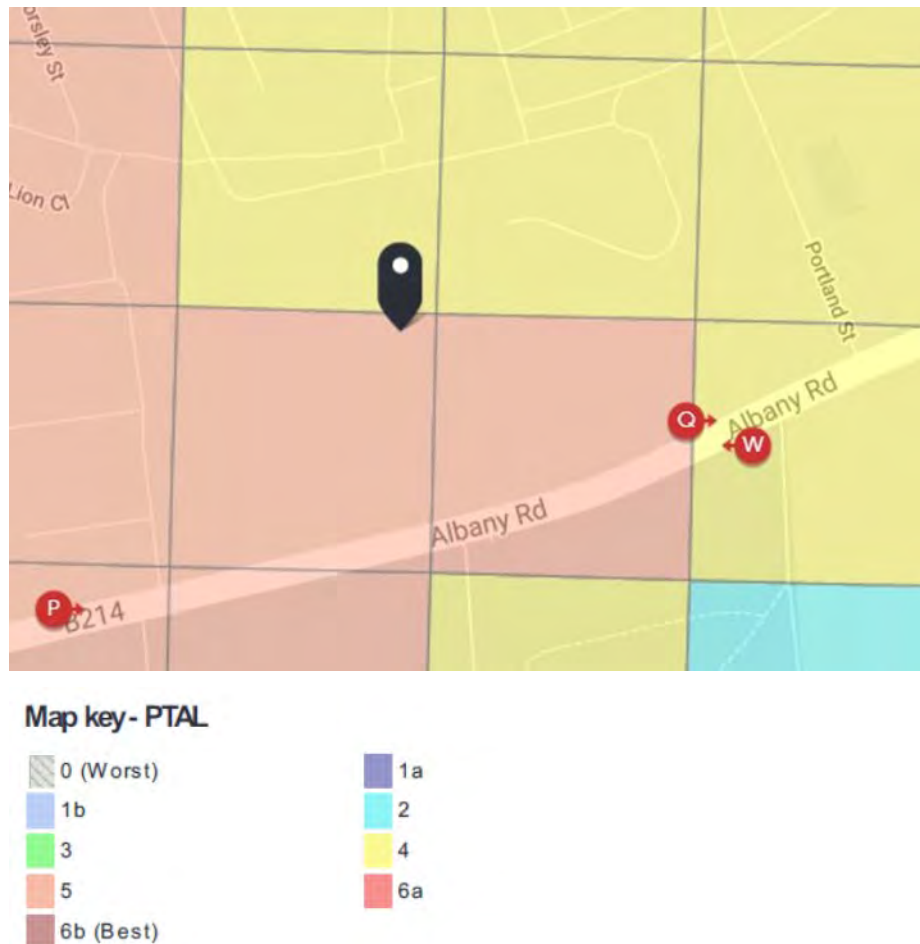 orsley St
Lion Ct
Portland St
Albany Rd
Q
W
Albany Rd
P
B214
Map key - PTAL
0 (Worst)
1a
1b
2
3
4
5
6a
6b (Best)